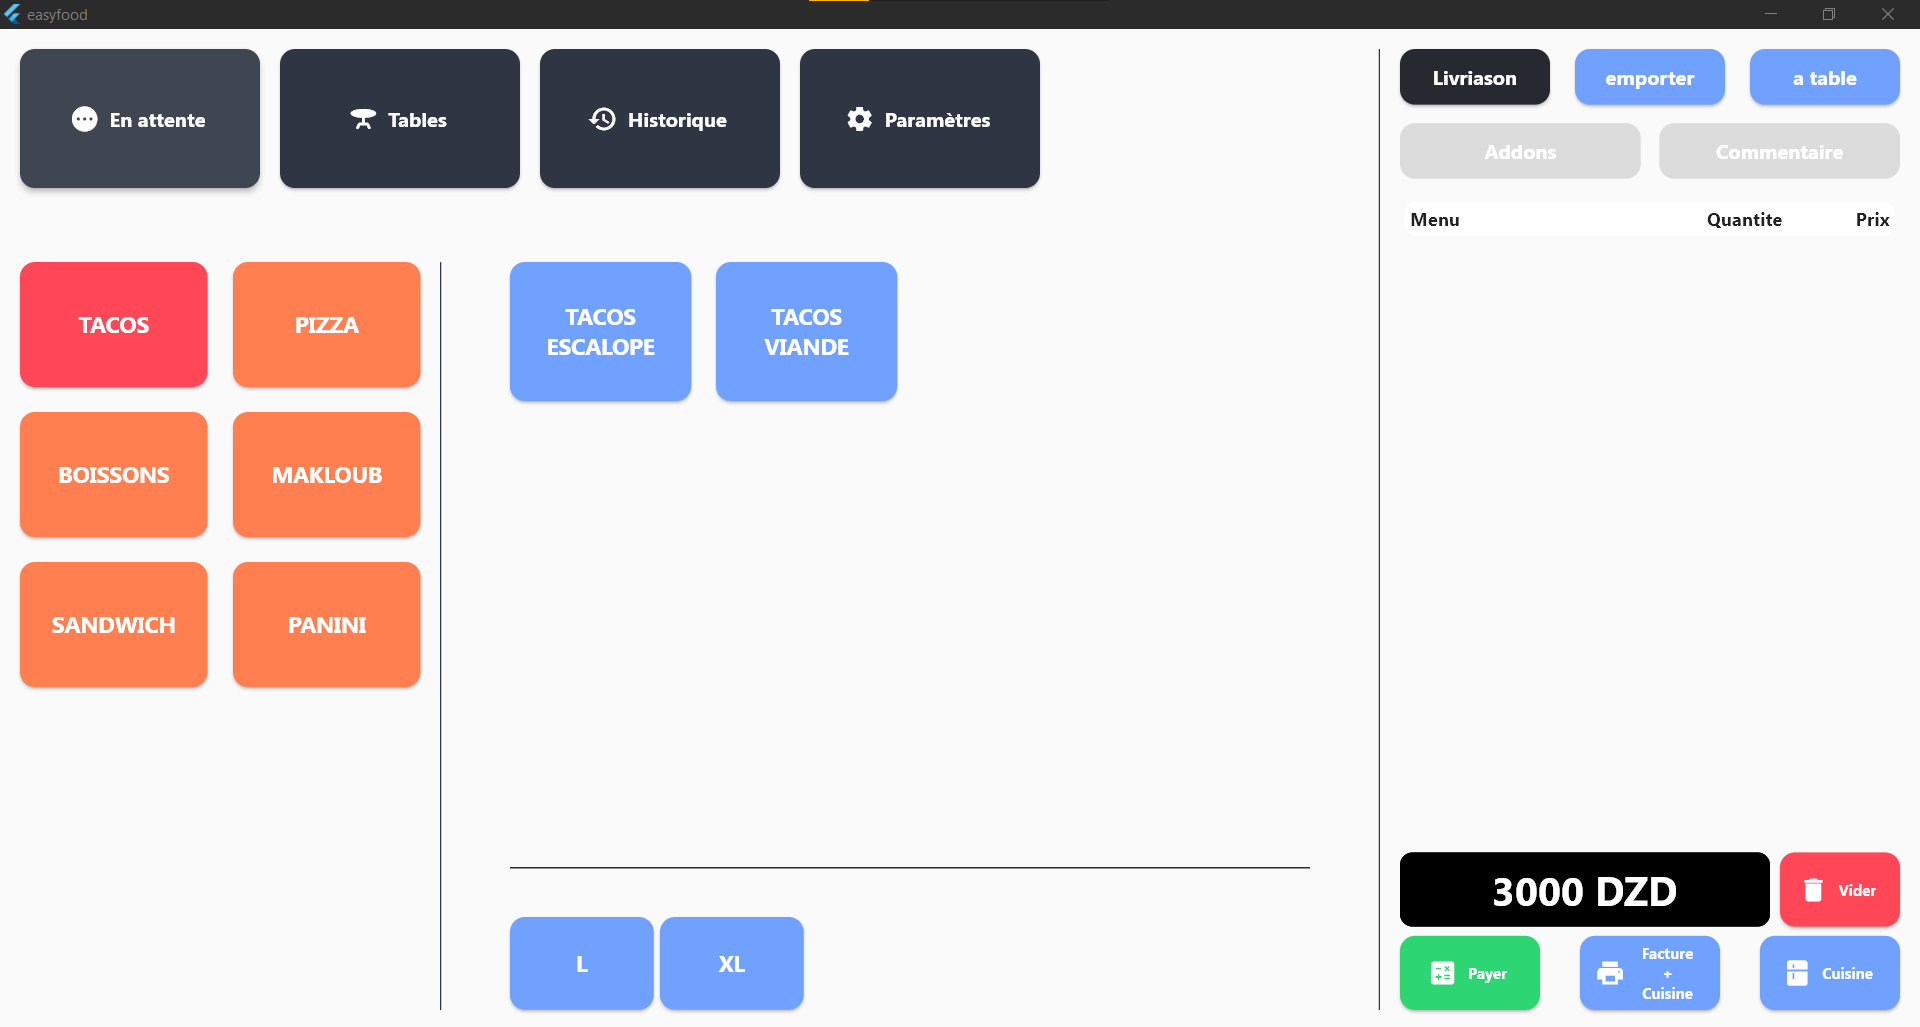 easyfood
En attente
Tables
Historique
Paramètres
Livriason
emporter
a table
Addons
Commentaire
Menu Quantite Prix
TACOS
PIZZA
BOISSONS
MAKLOUB
SANDWICH
PANINI
TACOS
ESCALOPE
TACOS
VIANDE
L
XL
3000 DZD
Vider
Payer
Facture
+
Cuisine
Cuisine